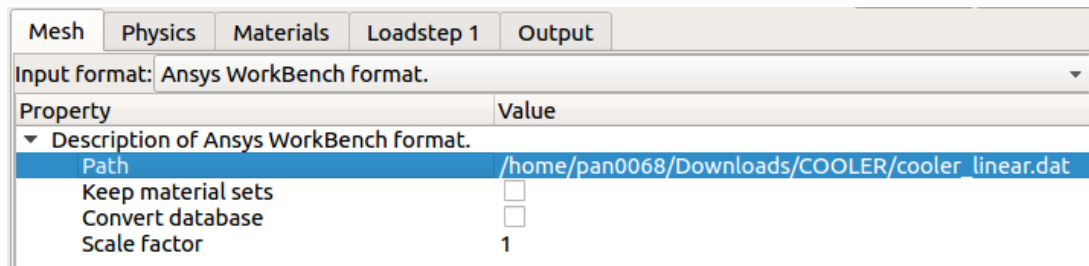 Mesh Physics Materials Loadstep 1 Output
Input format: Ansys WorkBench format.
Property Value
Description of Ansys WorkBench format.
Path /home/pan0068/Downloads/COOLER/cooler_linear.dat
Keep material sets
Convert database
Scale factor 1